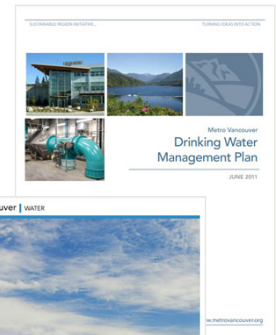 SUSTAINABLE REGION INITIATIVE...
TURNING IDEAS INTO ACTION
Metro Vancouver
Drinking Water
Management Plan
JUNE 2011
uver | WATER
w.metrovancouver.org